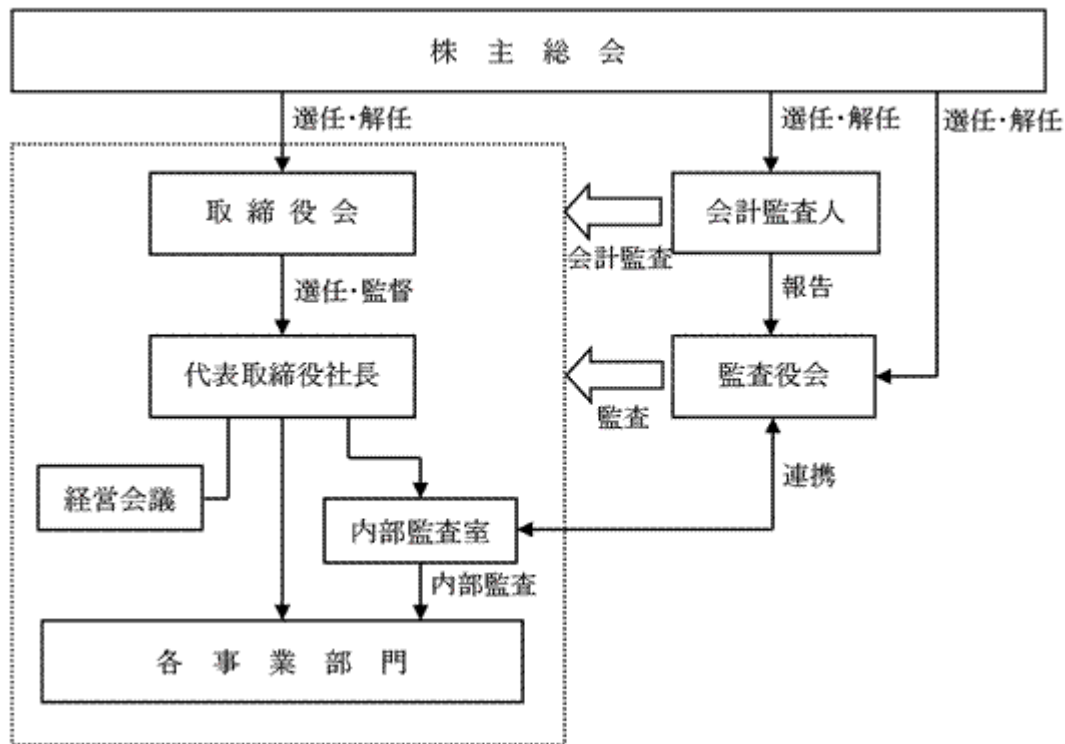 株主総会
選任・解任
選任・解任
選任・解任
取締役会
会計監査人
会計監査
選任・監督
報告
代表取締役社長
監査役会
監査
経営会議
連携
内部監査室
内部監査
各事業部門